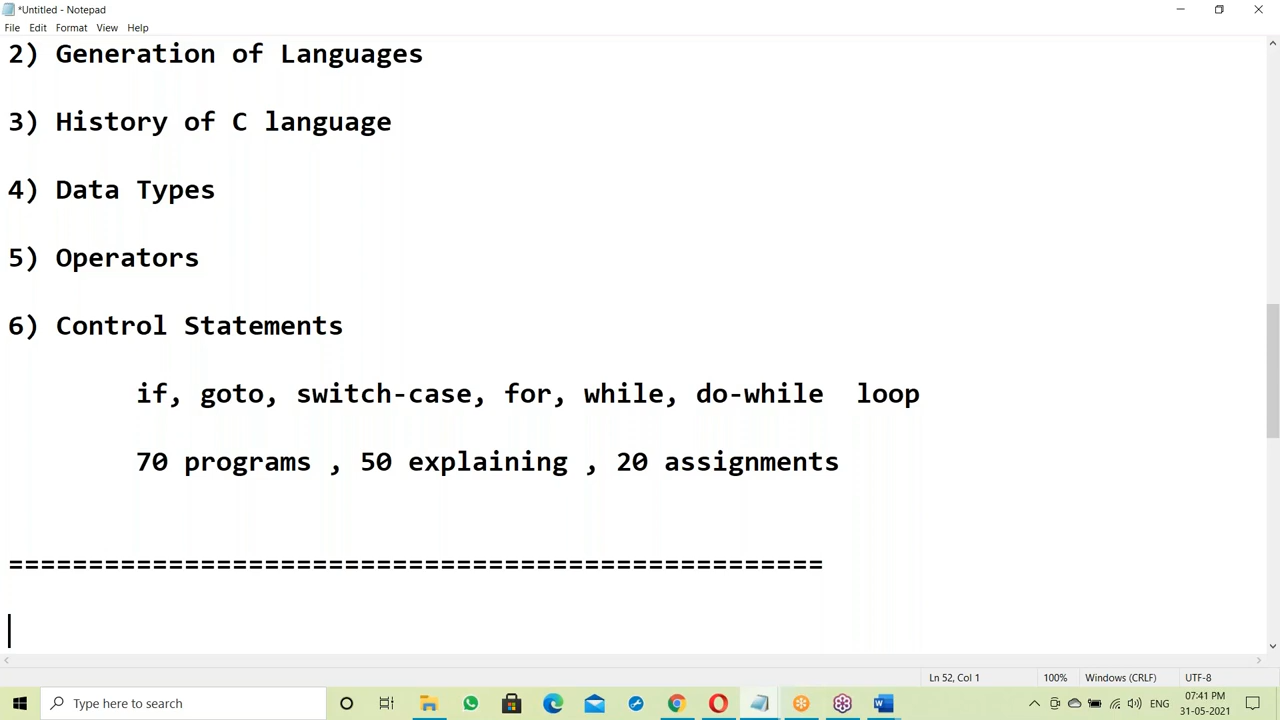 *Untitled - Notepad
File Edit Format View Help
2) Generation of Languages
3) History of C language
4) Data Types
5) Operators
6) Control Statements
if, goto, switch-case, for, while, do-while loop
70 programs , 50 explaining , 20 assignments
===================================================
Ln 52, Col 1 100% Windows (CRLF) UTF-8
Type here to search
ENG
07:41 PM
31-05-2021